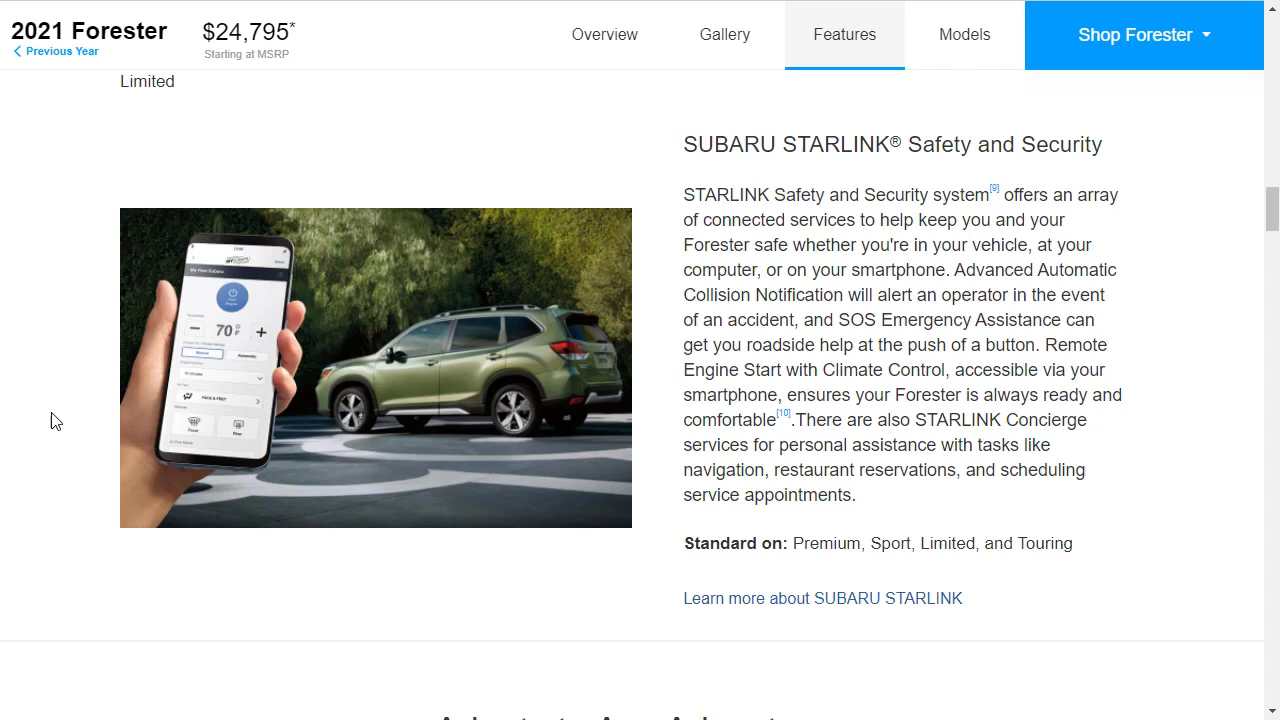 2021 Forester
Previous Year
$24,795*
Starting at MSRP
Overview
Gallery
Features
Models
Shop Forester
Limited
SUBARU STARLINK® Safety and Security
STARLINK Safety and Security system[9] offers an array
of connected services to help keep you and your
Forester safe whether you're in your vehicle, at your
computer, or on your smartphone. Advanced Automatic
Collision Notification will alert an operator in the event
of an accident, and SOS Emergency Assistance can
get you roadside help at the push of a button. Remote
Engine Start with Climate Control, accessible via your
smartphone, ensures your Forester is always ready and
comfortable[10].There are also STARLINK Concierge
services for personal assistance with tasks like
navigation, restaurant reservations, and scheduling
service appointments.
Standard on: Premium, Sport, Limited, and Touring
Learn more about SUBARU STARLINK
70